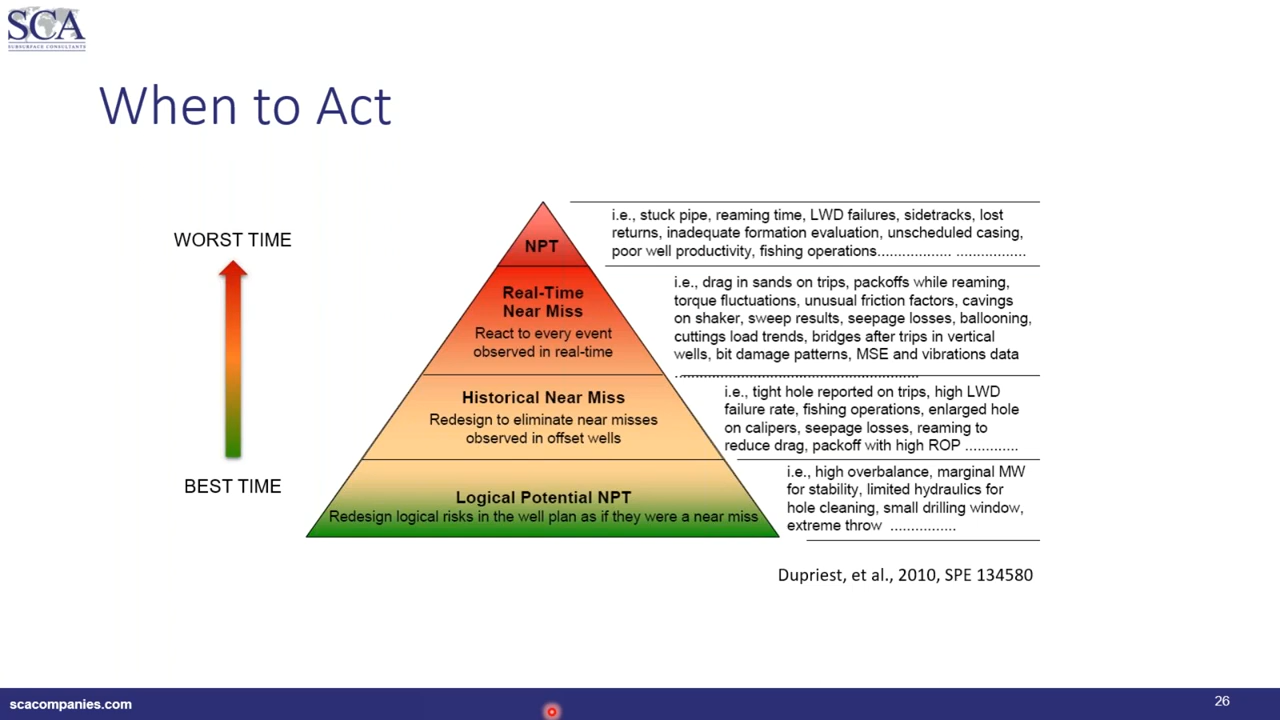 SCA
SUBSURFACE CONSULTANTS
When to Act
WORST TIME
BEST TIME
NPT
i.e., stuck pipe, reaming time, LWD failures, sidetracks, lost
returns, inadequate formation evaluation, unscheduled casing,
poor well productivity, fishing operations.................. .................
Real-Time
Near Miss
React to every event
observed in real-time
i.e., drag in sands on trips, packoffs while reaming,
torque fluctuations, unusual friction factors, cavings
on shaker, sweep results, seepage losses, ballooning,
cuttings load trends, bridges after trips in vertical
wells, bit damage patterns, MSE and vibrations data
..........................................................
Historical Near Miss
Redesign to eliminate near misses
observed in offset wells
i.e., tight hole reported on trips, high LWD
failure rate, fishing operations, enlarged hole
on calipers, seepage losses, reaming to
reduce drag, packoff with high ROP .............
Logical Potential NPT
Redesign logical risks in the well plan as if they were a near miss
i.e., high overbalance, marginal MW
for stability, limited hydraulics for
hole cleaning, small drilling window,
extreme throw ................
Dupriest, et al., 2010, SPE 134580
scacompanies.com
26